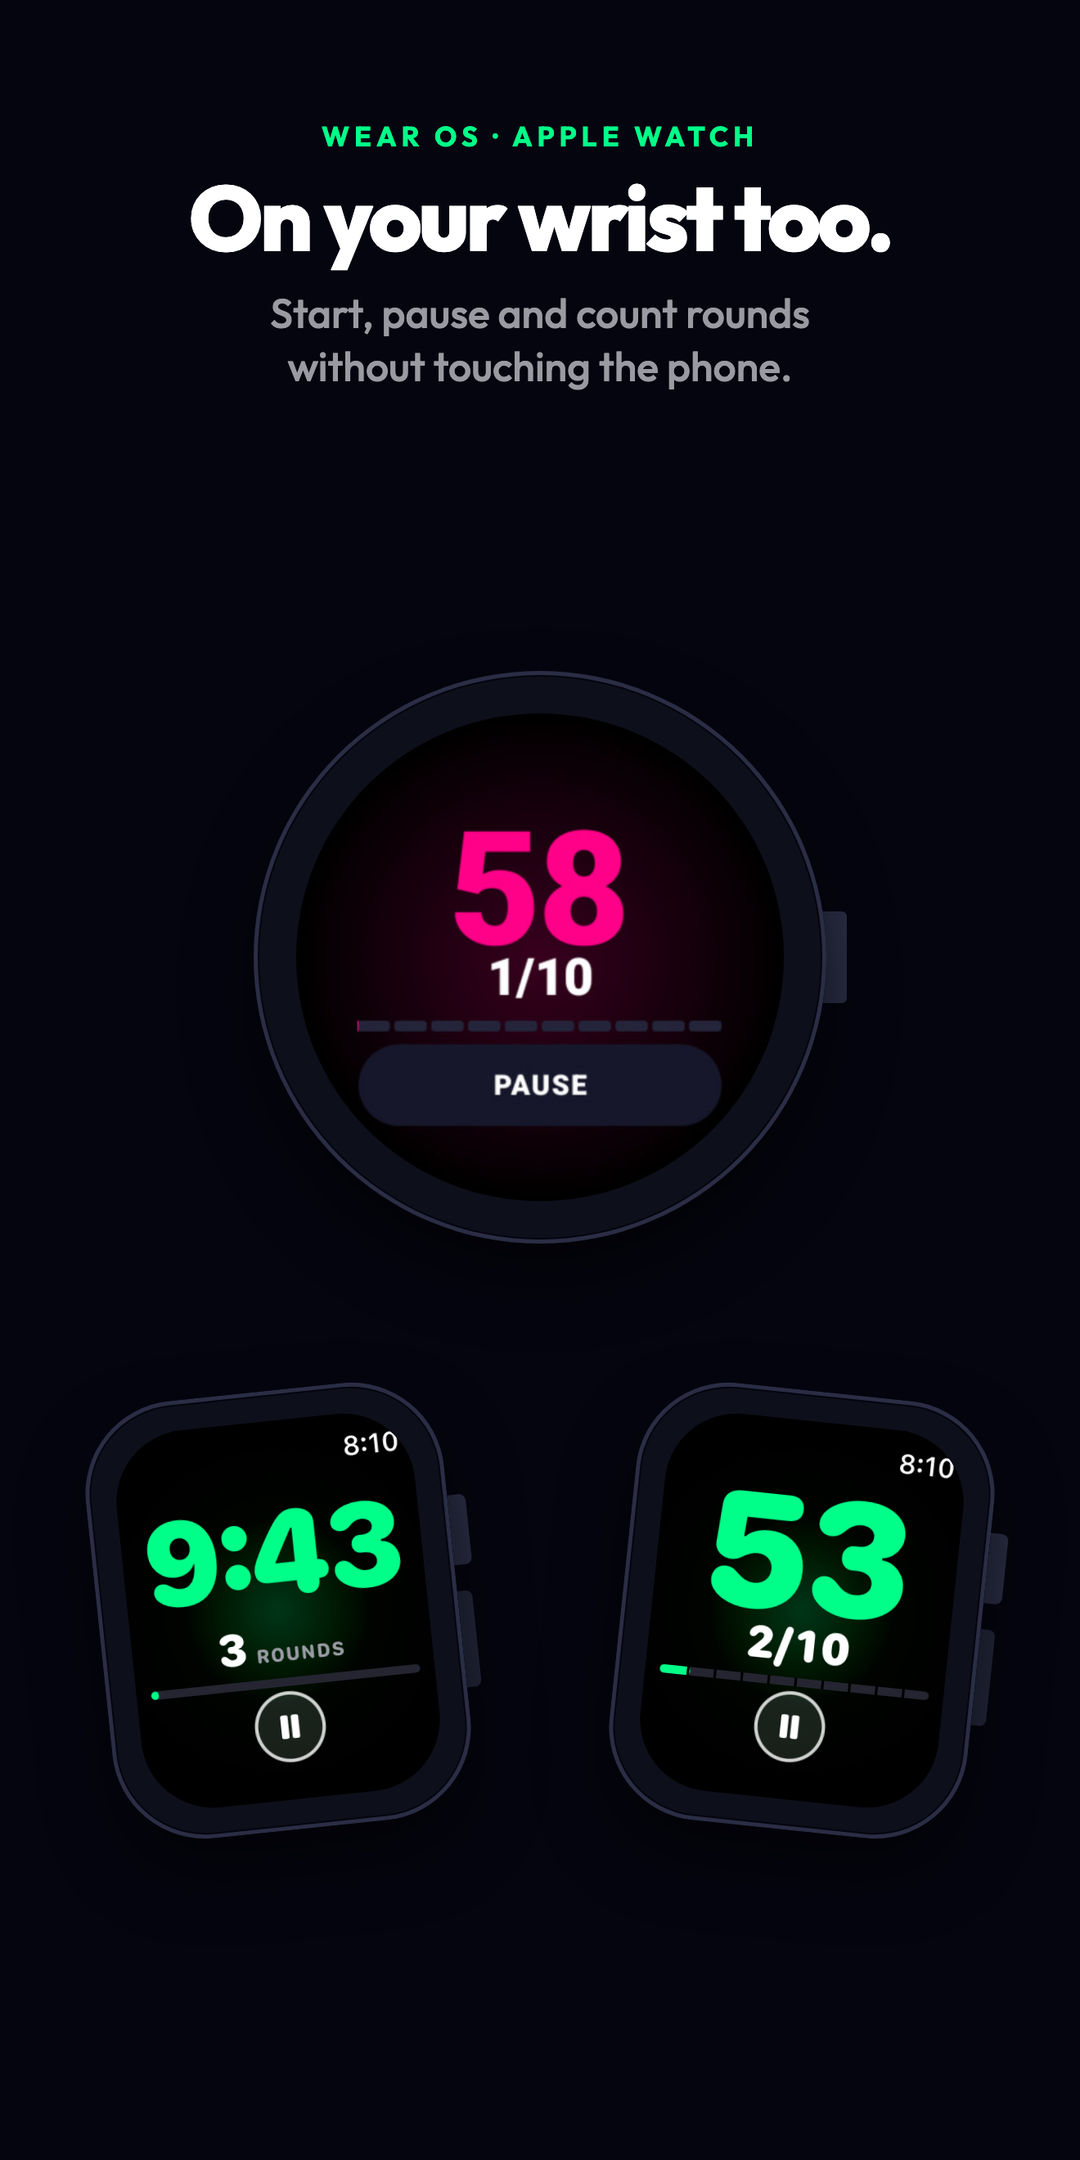 WEAR OS · APPLE WATCH
On your wrist too.
Start, pause and count rounds
without touching the phone.
58
1/10
PAUSE
8:10
9:43
3 ROUNDS
8:10
53
2/10